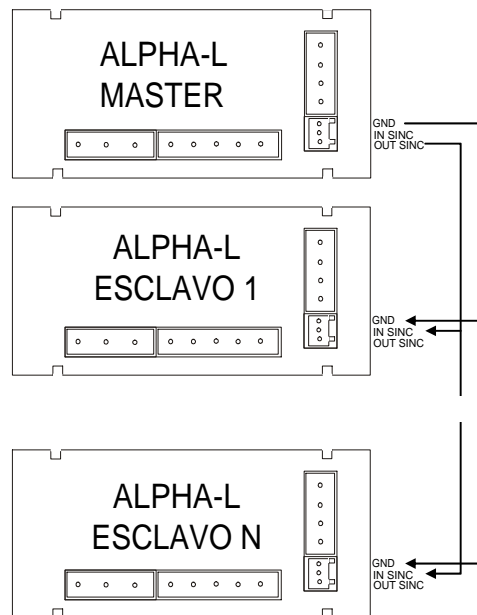 ALPHA-L
MASTER
GND
IN SINC
OUT SINC
ALPHA-L
ESCLAVO 1
GND
IN SINC
OUT SINC
ALPHA-L
ESCLAVO N
GND
IN SINC
OUT SINC